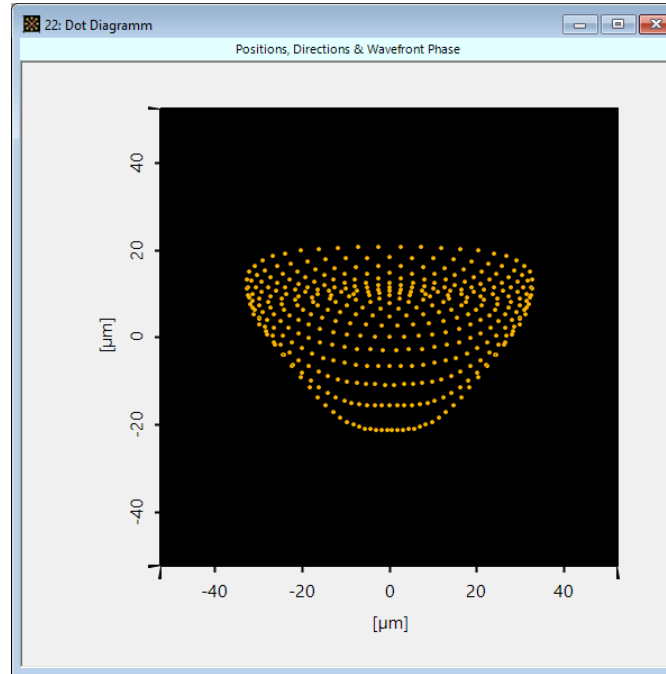 22: Dot Diagramm
Positions, Directions & Wavefront Phase
40
20
0
-20
-40
[µm]
-40 -20 0 20 40
[µm]